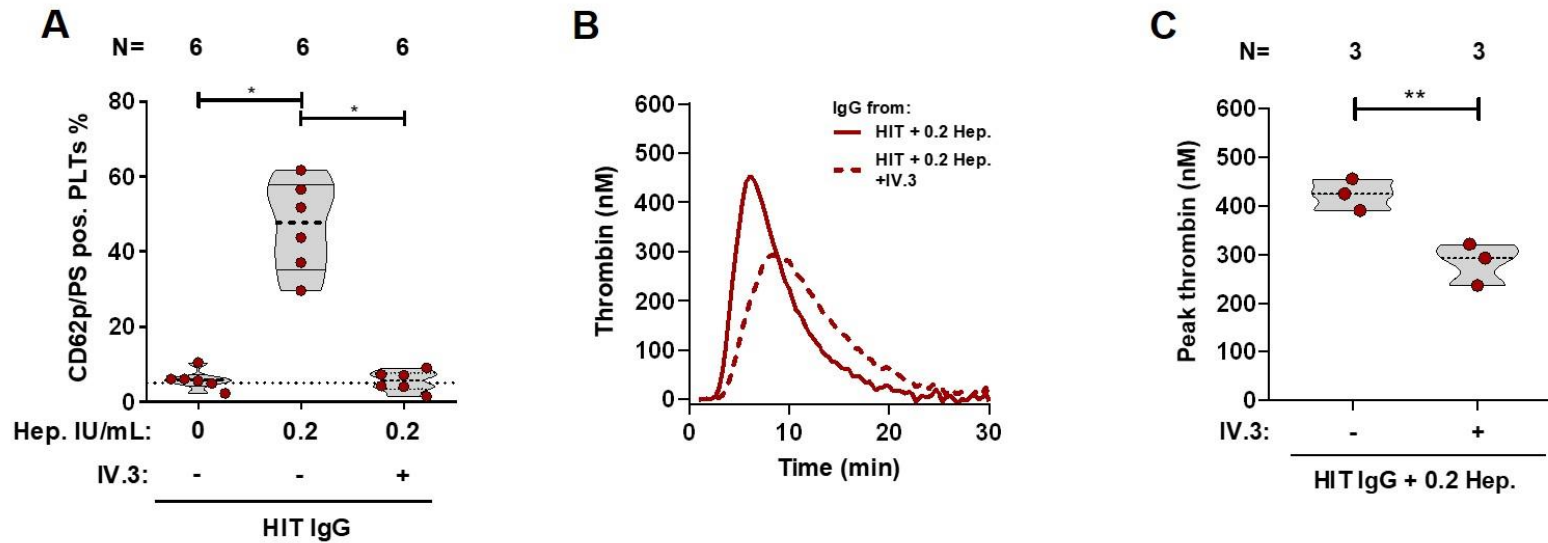 A
N= 6 6 6
* *
CD62p/PS pos. PLTs %
80
60
40
20
0
Hep. IU/mL: 0 0.2 0.2
IV.3: - - +
HIT IgG
B
Thrombin (nM)
600
500
400
300
200
100
0
0 10 20 30
Time (min)
IgG from:
HIT + 0.2 Hep.
HIT + 0.2 Hep.
+IV.3
C
N= 3 3
**
Peak thrombin (nM)
600
500
400
300
200
100
0
IV.3: - +
HIT IgG + 0.2 Hep.